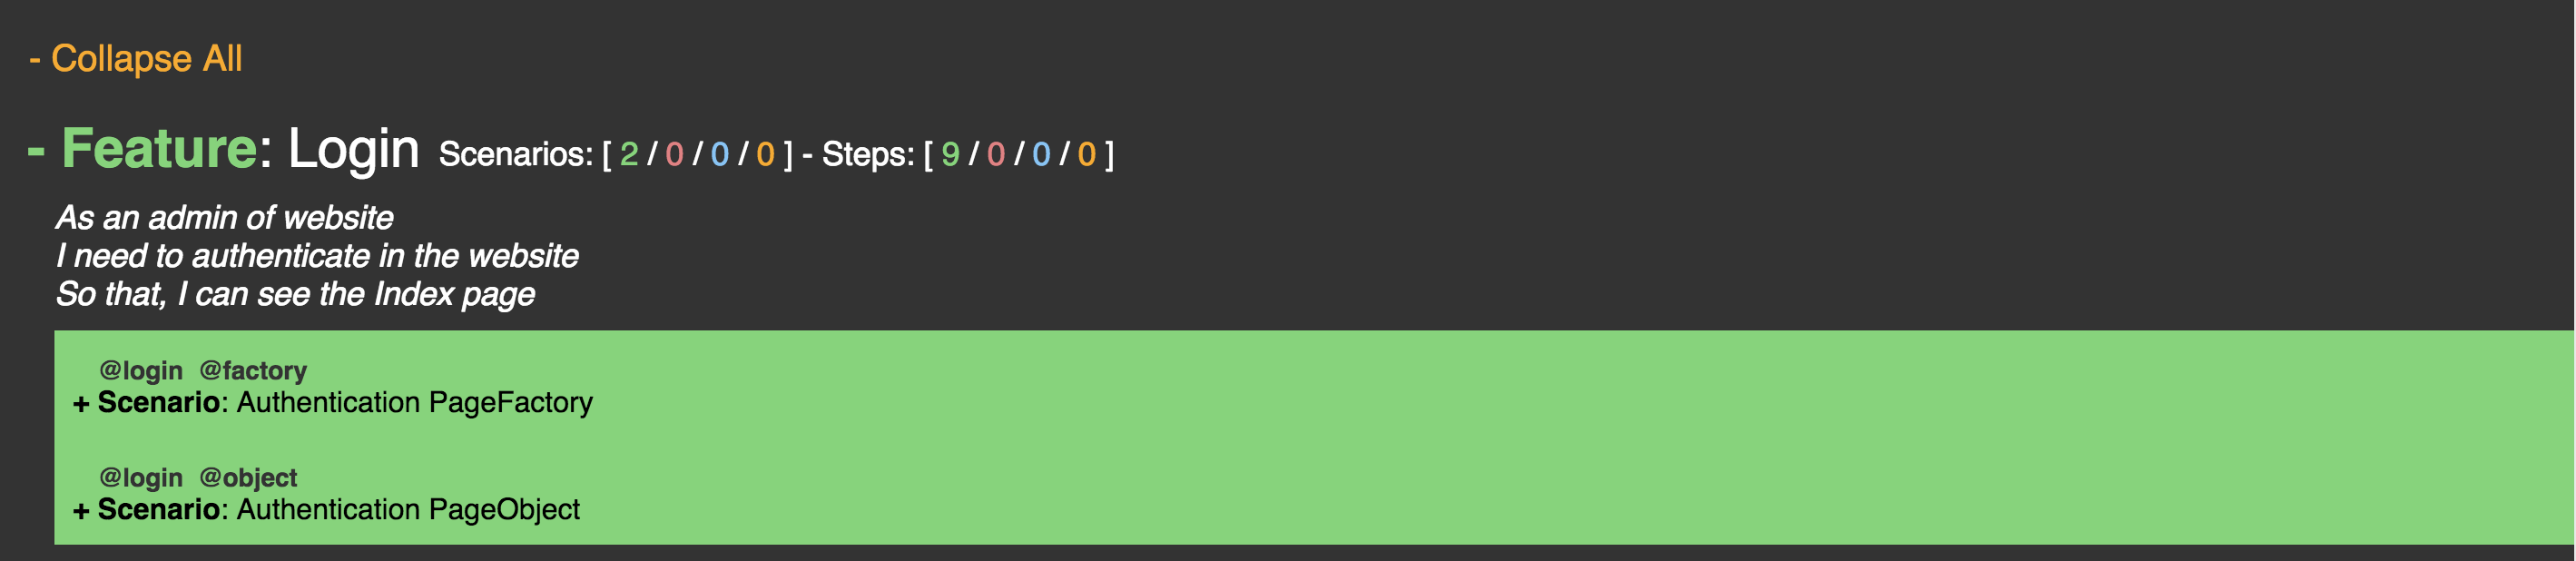 - Collapse All
- Feature: Login Scenarios: [ 2 / 0 / 0 / 0 ] - Steps: [ 9 / 0 / 0 / 0 ]
As an admin of website
I need to authenticate in the website
So that, I can see the Index page
@login @factory
+ Scenario: Authentication PageFactory
@login @object
+ Scenario: Authentication PageObject